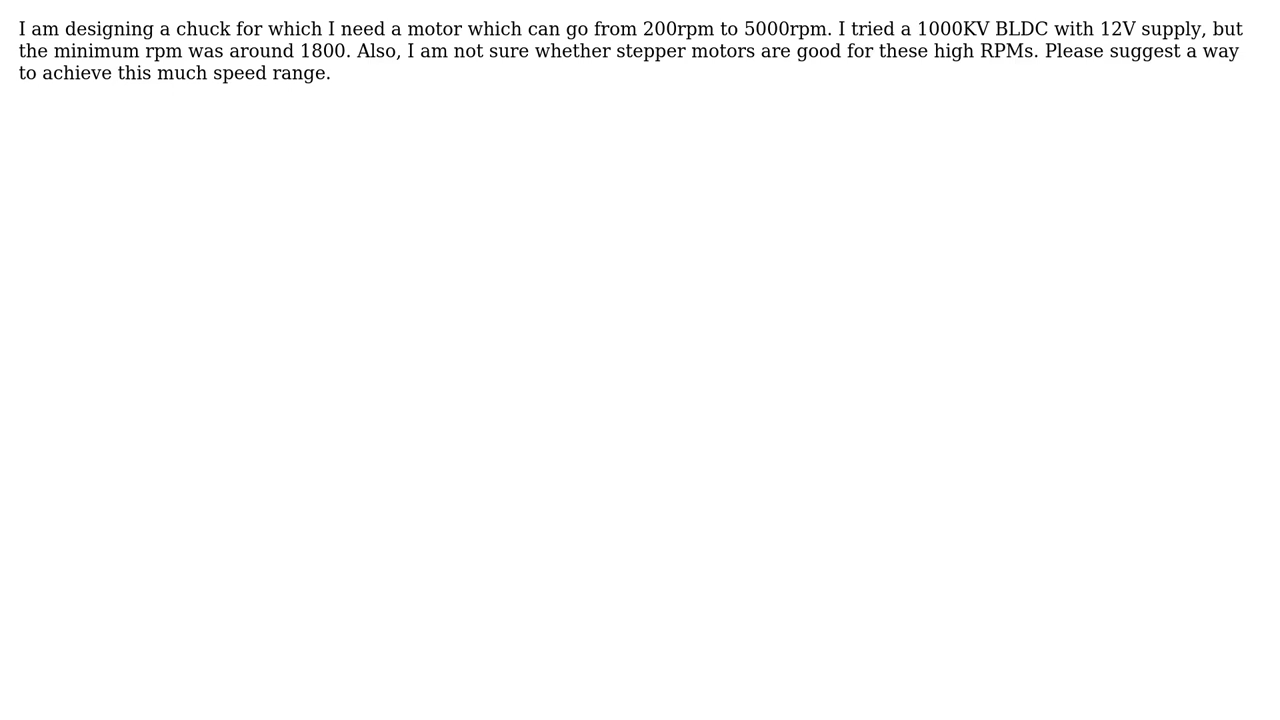 I am designing a chuck for which I need a motor which can go from 200rpm to 5000rpm. I tried a 1000KV BLDC with 12V supply, but
the minimum rpm was around 1800. Also, I am not sure whether stepper motors are good for these high RPMs. Please suggest a way
to achieve this much speed range.